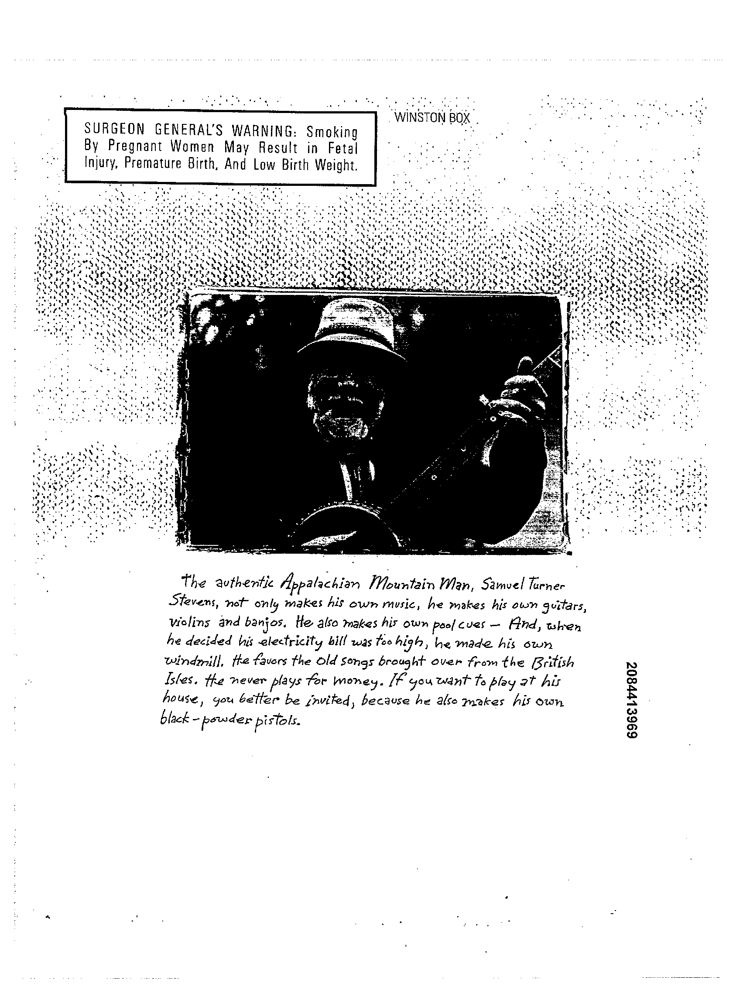 WINSTON BOX
SURGEON GENERAL'S WARNING: Smoking
By Pregnant Women May Result in Fetal
Injury, Premature Birth, And Low Birth Weight.
The authentic Appalachian Mountain Man, Samuel Turner
Stevens, not only makes his own music, he makes his own guitars,
violins and banjos. He also makes his own pool cues – And, when
he decided his electricity bill was too high, he made his own
windmill. He favors the old songs brought over from the British
Isles. He never plays for money. If you want to play at his
house, you better be invited, because he also makes his own
black-powder pistols.
2084413969